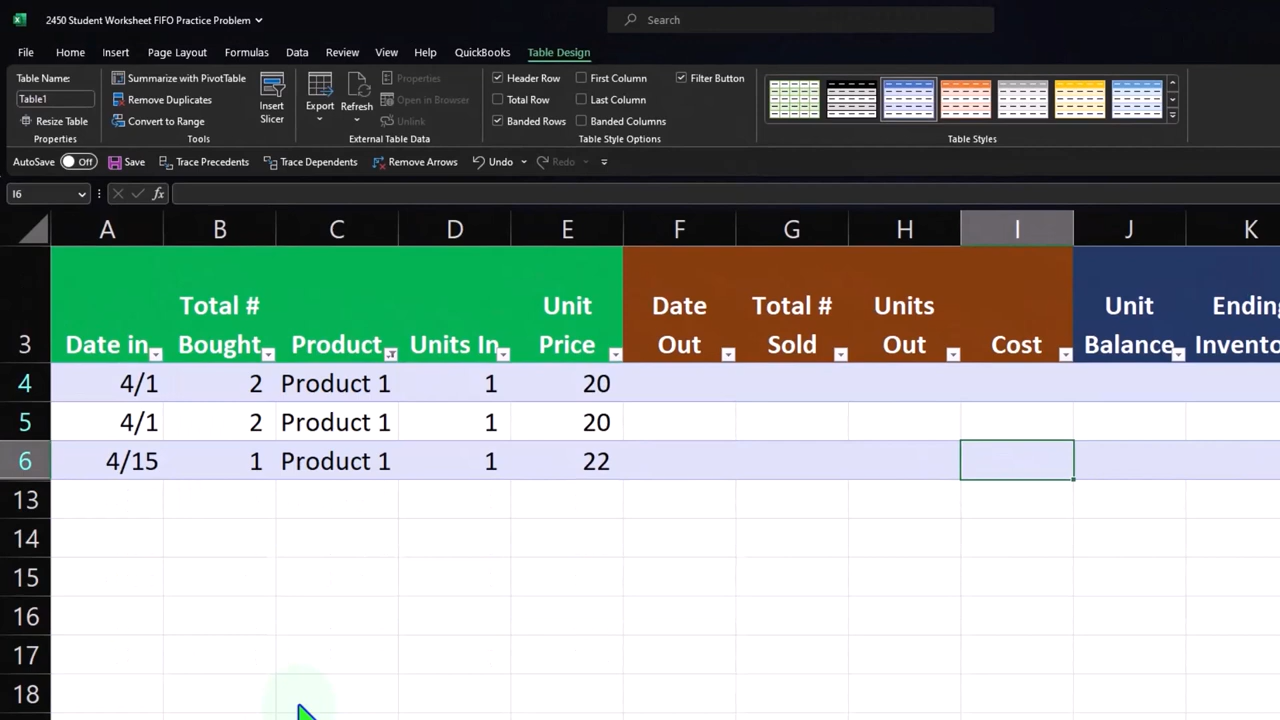 2450 Student Worksheet FIFO Practice Problem
Search
File Home Insert Page Layout Formulas Data Review View Help QuickBooks Table Design
Table Name:
Table1
Resize Table
Properties
Summarize with PivotTable
Remove Duplicates
Convert to Range
Insert
Slicer
Tools
Export
Refresh
Properties
Open in Browser
Unlink
External Table Data
Header Row First Column Filter Button
Total Row Last Column
Banded Rows Banded Columns
Table Style Options
Table Styles
AutoSave Off Save Trace Precedents Trace Dependents Remove Arrows Undo Redo
I6 fx
A B C D E F G H I J K
Total # Unit Date Total # Units Unit Ending
3 Date in Bought Product Units In Price Out Sold Out Cost Balance Invento
4 4/1 2 Product 1 1 20
5 4/1 2 Product 1 1 20
6 4/15 1 Product 1 1 22
13
14
15
16
17
18